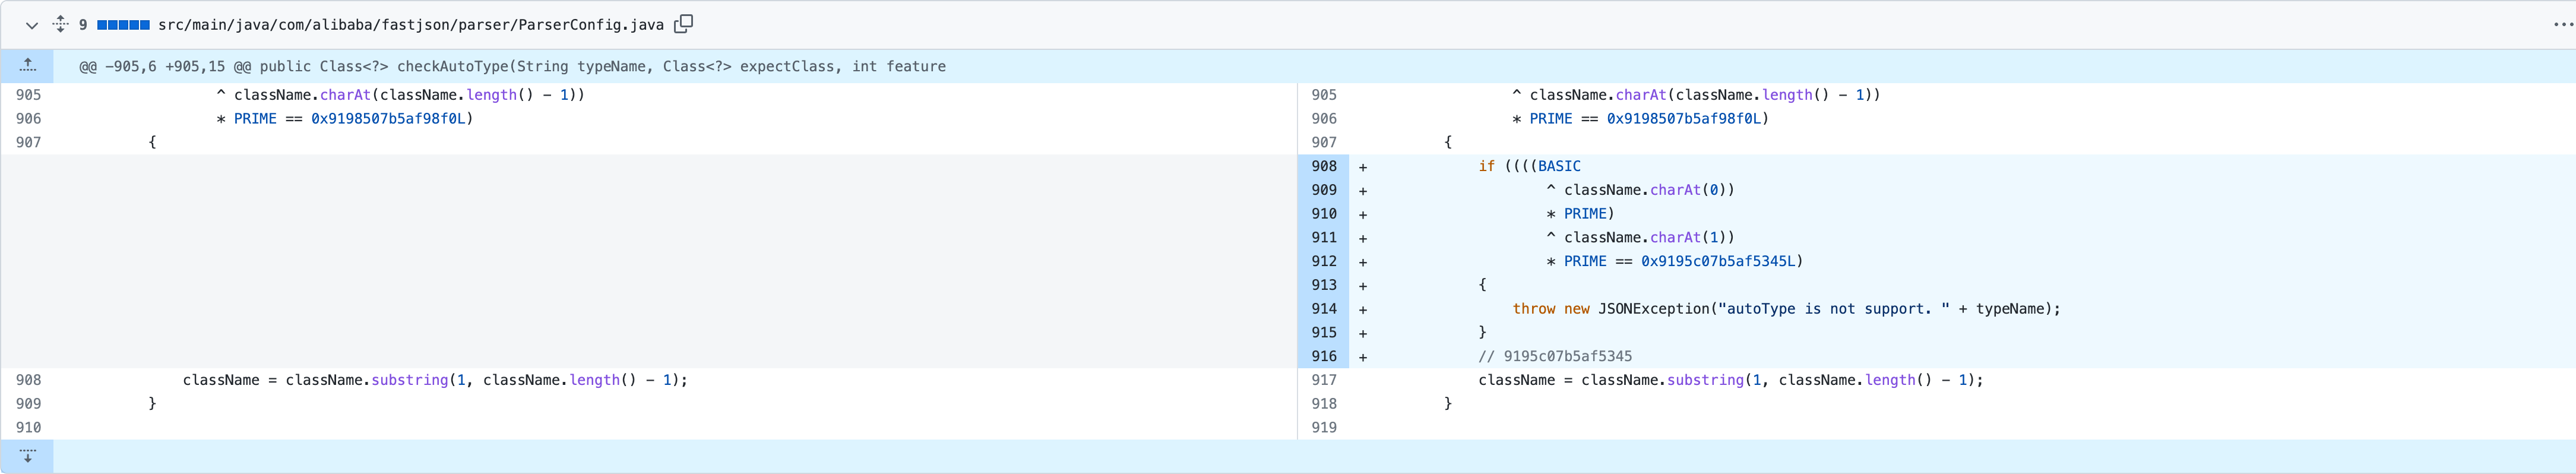 9 src/main/java/com/alibaba/fastjson/parser/ParserConfig.java
@@ -905,6 +905,15 @@ public Class<?> checkAutoType(String typeName, Class<?> expectClass, int feature
905 ^ className.charAt(className.length() - 1))
906 * PRIME == 0x9198507b5af98f0L)
907 {
908 className = className.substring(1, className.length() - 1);
909 }
910
905 ^ className.charAt(className.length() - 1))
906 * PRIME == 0x9198507b5af98f0L)
907 {
908 + if ((((BASIC
909 + ^ className.charAt(0))
910 + * PRIME)
911 + ^ className.charAt(1))
912 + * PRIME == 0x9195c07b5af5345L)
913 + {
914 + throw new JSONException("autoType is not support. " + typeName);
915 + }
916 + // 9195c07b5af5345
917 className = className.substring(1, className.length() - 1);
918 }
919